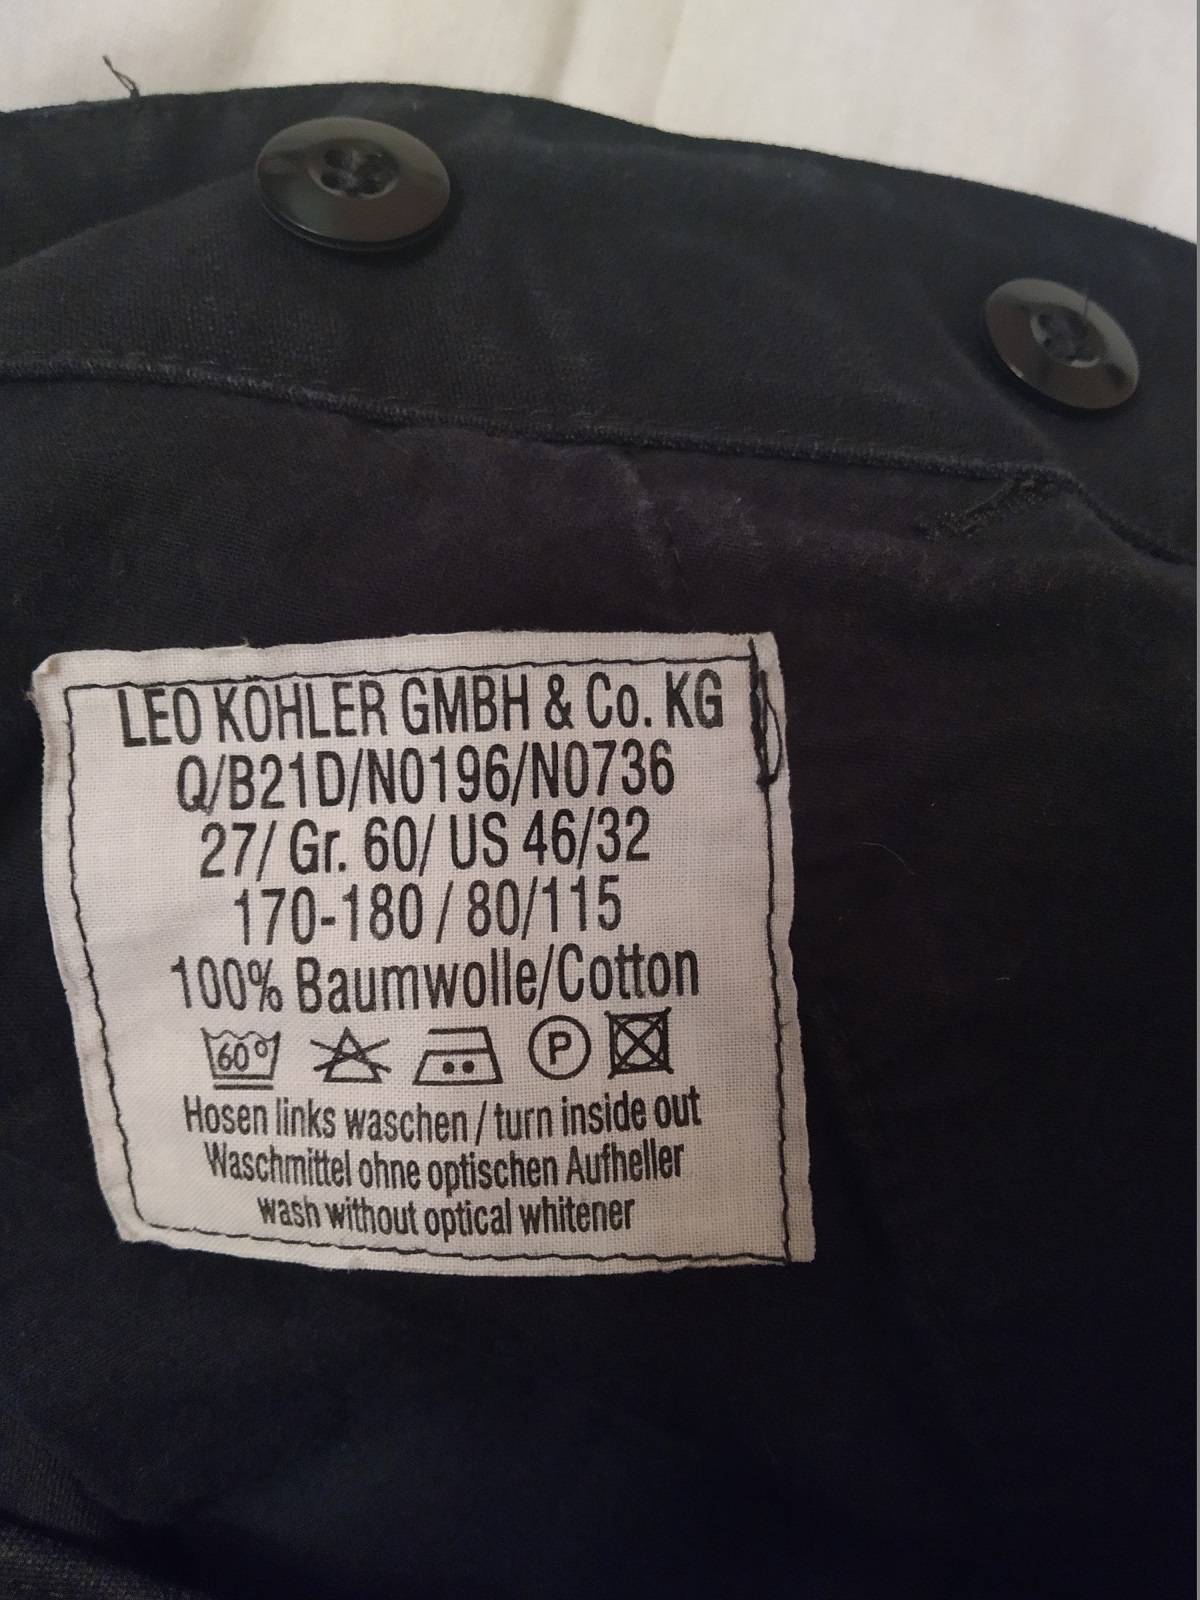 LEO KÖHLER GMBH & Co. KG
Q/B21D/N0196/N0736
27/ Gr. 60/ US 46/32
170-180 / 80/115
100% Baumwolle/Cotton
60° P
Hosen links waschen / turn inside out
Waschmittel ohne optischen Aufheller
wash without optical whitener